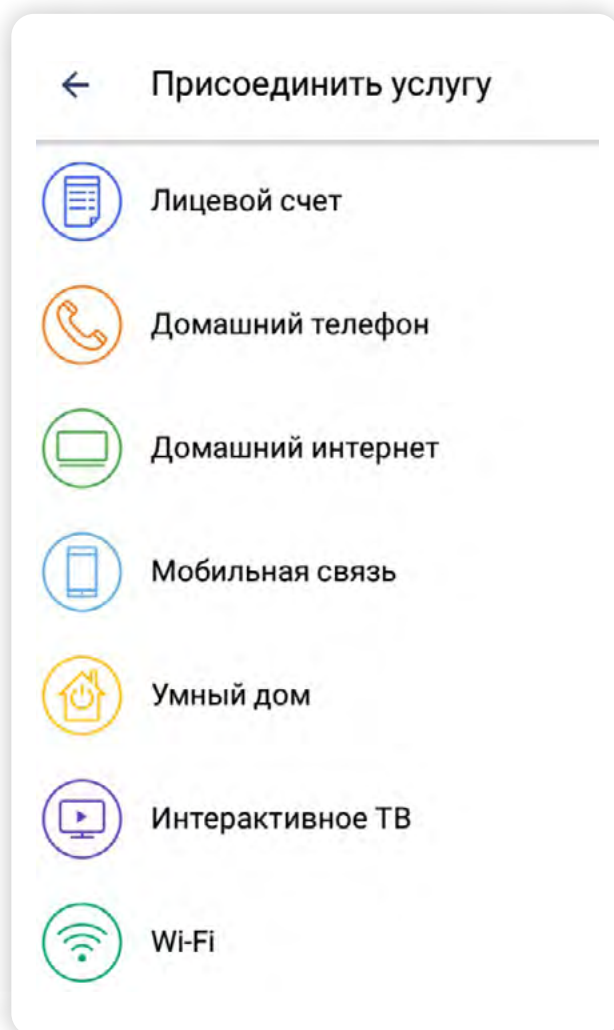 Присоединить услугу
Лицевой счет
Домашний телефон
Домашний интернет
Мобильная связь
Умный дом
Интерактивное ТВ
Wi-Fi